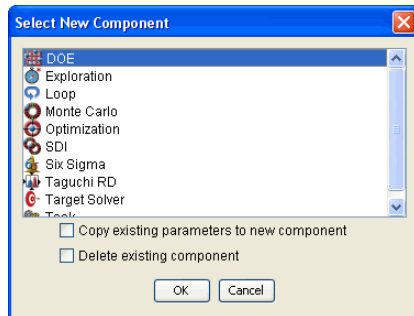 Select New Component
DOE
Exploration
Loop
Monte Carlo
Optimization
SDI
Six Sigma
Taguchi RD
Target Solver
Task
Copy existing parameters to new component
Delete existing component
OK
Cancel